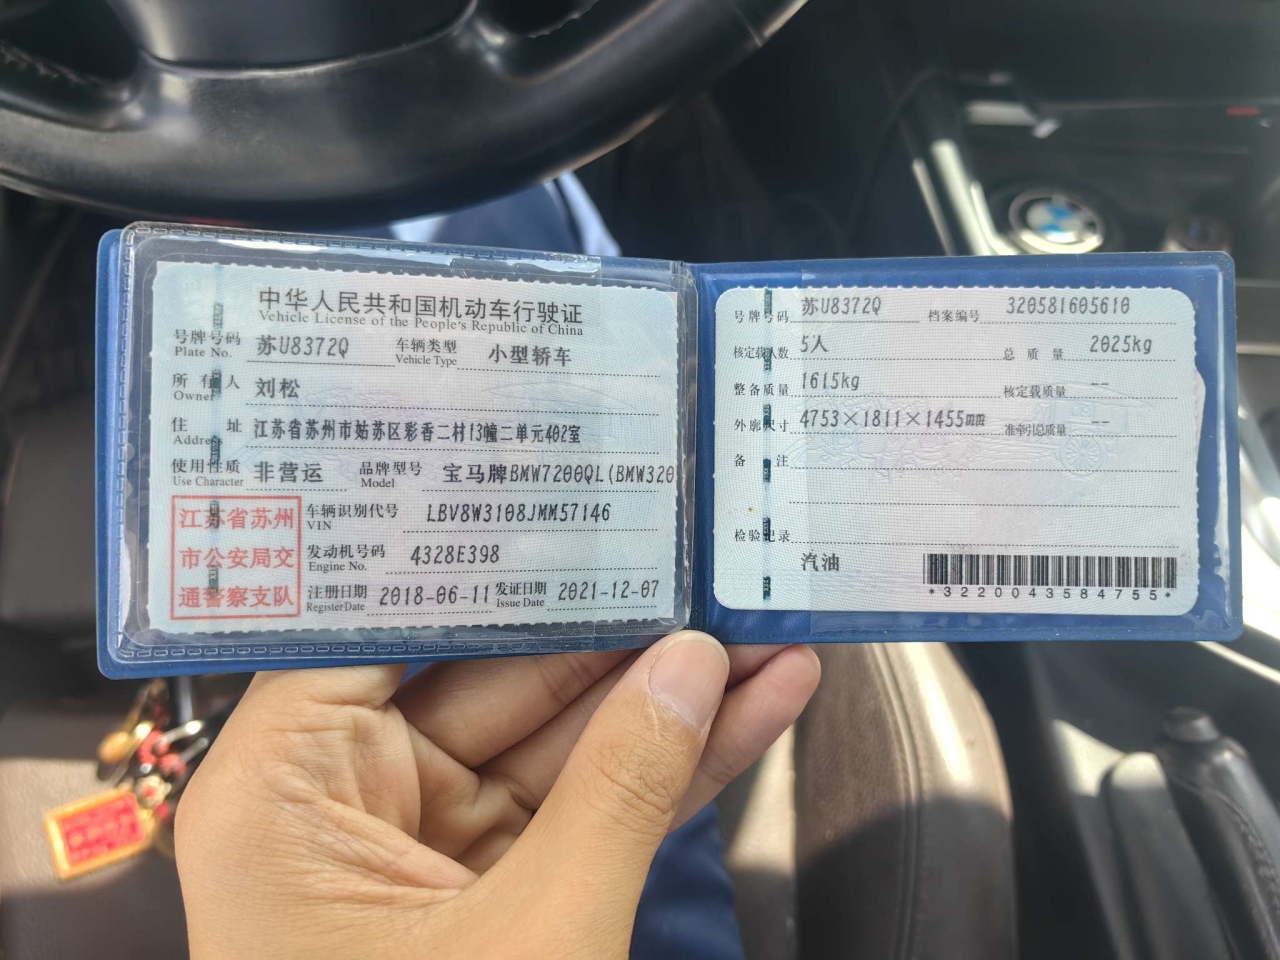 中华人民共和国机动车行驶证
Vehicle License of the People's Republic of China
号牌号码 苏U8372Q 车辆类型 小型轿车
Plate No. Vehicle Type
所有人 刘松
Owner
住址 江苏省苏州市姑苏区彩香二村13幢二单元402室
Address
使用性质 非营运 品牌型号 宝马牌BMW7200QL(BMW320
Use Character Model
江苏省苏州
市公安局交
通警察支队
车辆识别代号 LBV8W3108JMM57146
VIN
发动机号码 4328E398
Engine No.
注册日期 2018-06-11 发证日期 2021-12-07
Register Date Issue Date
号牌号码 苏U8372Q 档案编号 320581605610
核定载人数 5人 总质量 2025kg
整备质量 1615kg 核定载质量 --
外廓尺寸 4753×1811×1455mm 准牵引总质量 --
备注
检验记录
汽油
*3220043584755*